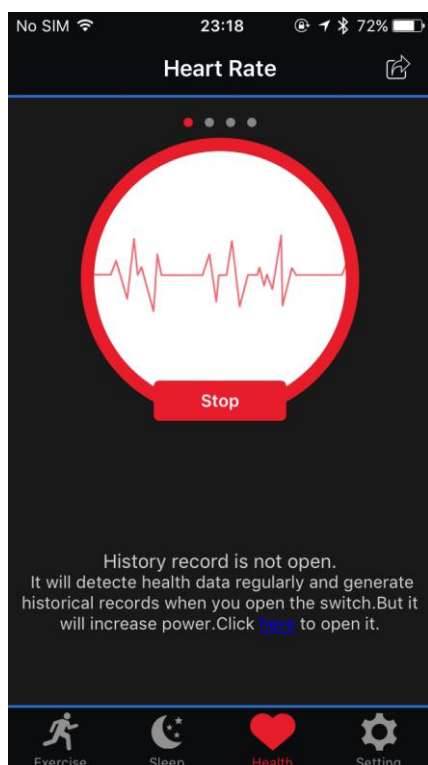 No SIM 23:18 72%
Heart Rate
Stop
History record is not open.
It will detecte health data regularly and generate
historical records when you open the switch.But it
will increase power.Click here to open it.
Exercise Sleep Health Setting